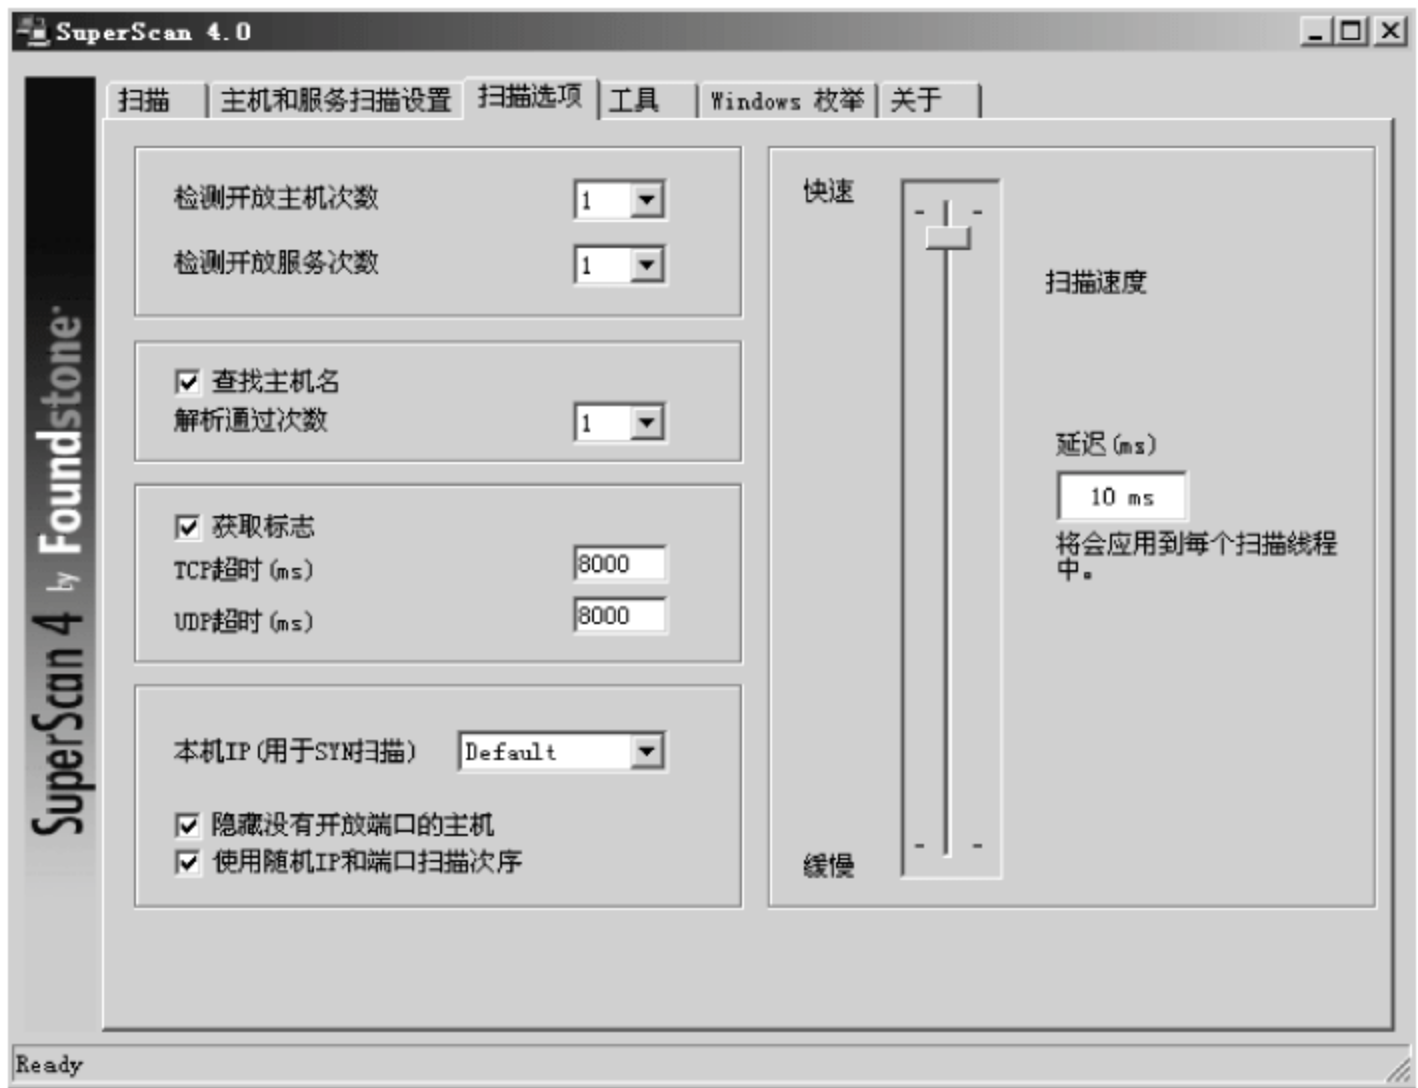 SuperScan 4.0
扫描
主机和服务扫描设置
扫描选项
工具
Windows 枚举
关于
SuperScan 4 by Foundstone
检测开放主机次数
1
检测开放服务次数
1
查找主机名
解析通过次数
1
获取标志
TCP超时(ms)
8000
UDP超时(ms)
8000
本机IP(用于SYN扫描)
Default
隐藏没有开放端口的主机
使用随机IP和端口扫描次序
快速
扫描速度
延迟(ms)
10 ms
将会应用到每个扫描线程
中。
缓慢
Ready